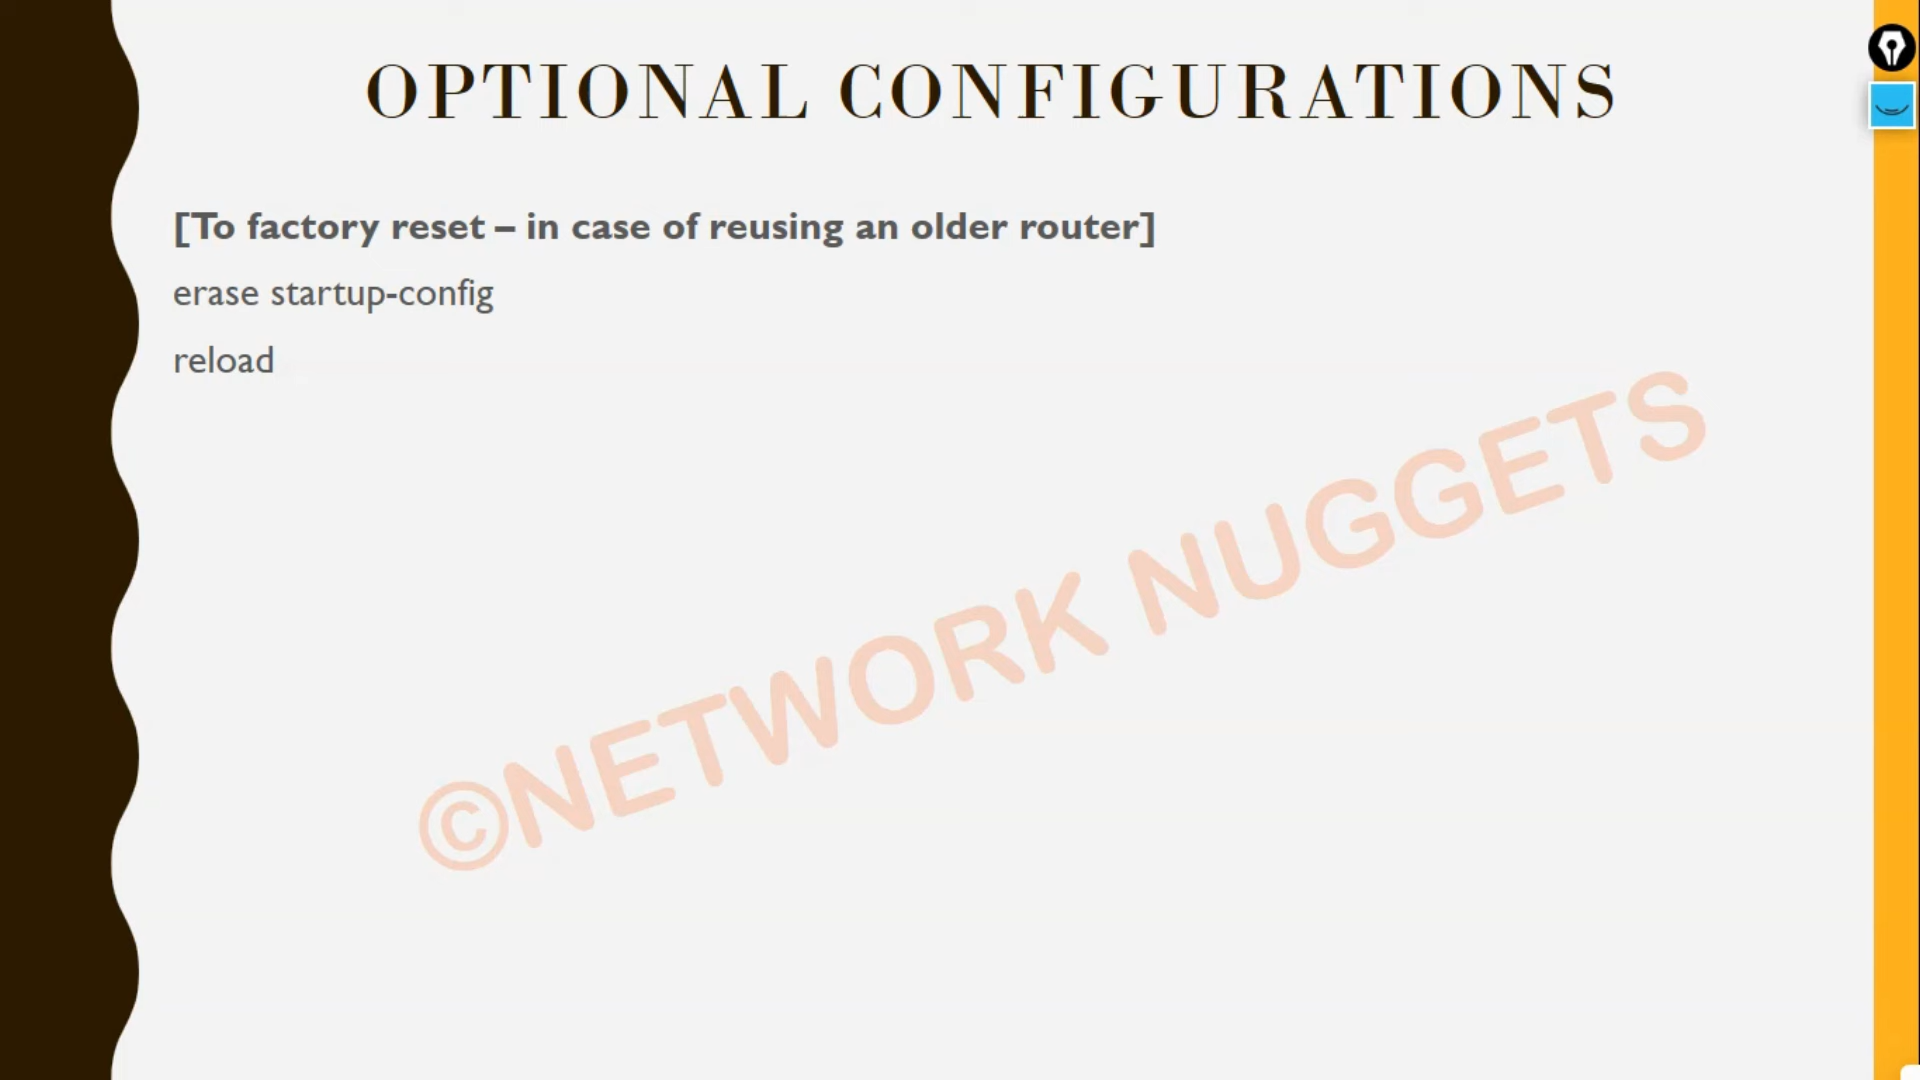 OPTIONAL CONFIGURATIONS
[To factory reset – in case of reusing an older router]
erase startup-config
reload
©NETWORK NUGGETS